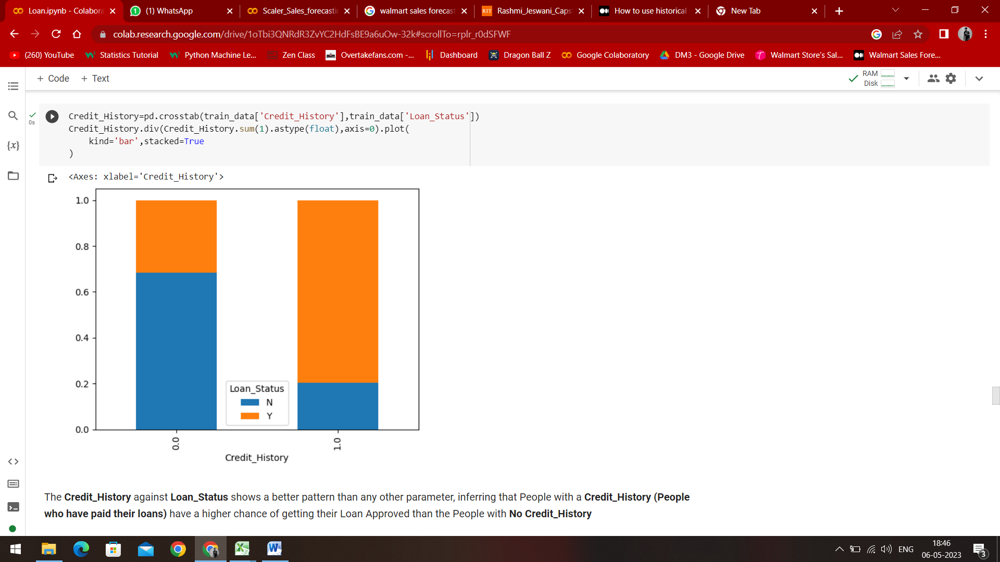 Loan.ipynb - Colabora
(1) WhatsApp
Scaler_Sales_forecasti
walmart sales forecast
RIT Rashmi_Jeswani_Caps
How to use historical
New Tab
colab.research.google.com/drive/1oTbi3QNRdR3ZvYC2HdFsBE9a6uOw-32k#scrollTo=rplr_r0dSFWF
(260) YouTube
Statistics Tutorial
Python Machine Le...
Zen Class
Overtakefans.com -...
Dashboard
Dragon Ball Z
Google Colaboratory
DM3 - Google Drive
Walmart Store's Sal...
Walmart Sales Fore...
+ Code + Text
RAM
Disk
{x}
0s
Credit_History=pd.crosstab(train_data['Credit_History'],train_data['Loan_Status'])
Credit_History.div(Credit_History.sum(1).astype(float),axis=0).plot(
kind='bar',stacked=True
)
<Axes: xlabel='Credit_History'>
1.0
0.8
0.6
0.4
0.2
0.0
Loan_Status
N
Y
0.0
1.0
Credit_History
The Credit_History against Loan_Status shows a better pattern than any other parameter, inferring that People with a Credit_History (People
who have paid their loans) have a higher chance of getting their Loan Approved than the People with No Credit_History
ENG
18:46
06-05-2023
3